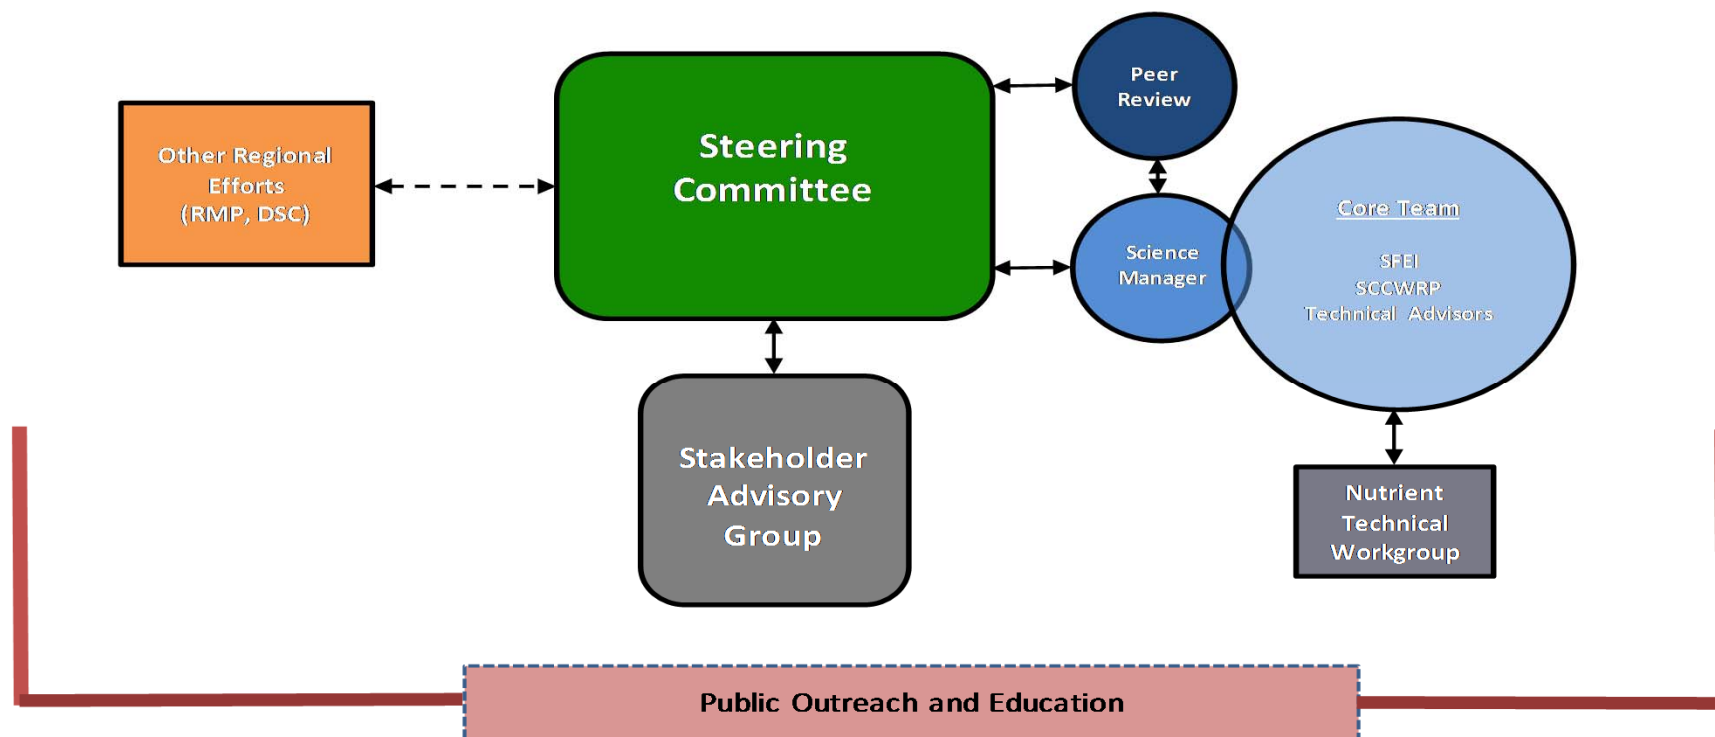 Peer
Review
Steering
Committee
Other Regional
Efforts
(RMP, DSC)
Core Team
Science
Manager
SFEI
SCCWRP
Technical Advisors
Stakeholder
Advisory
Group
Nutrient
Technical
Workgroup
Public Outreach and Education